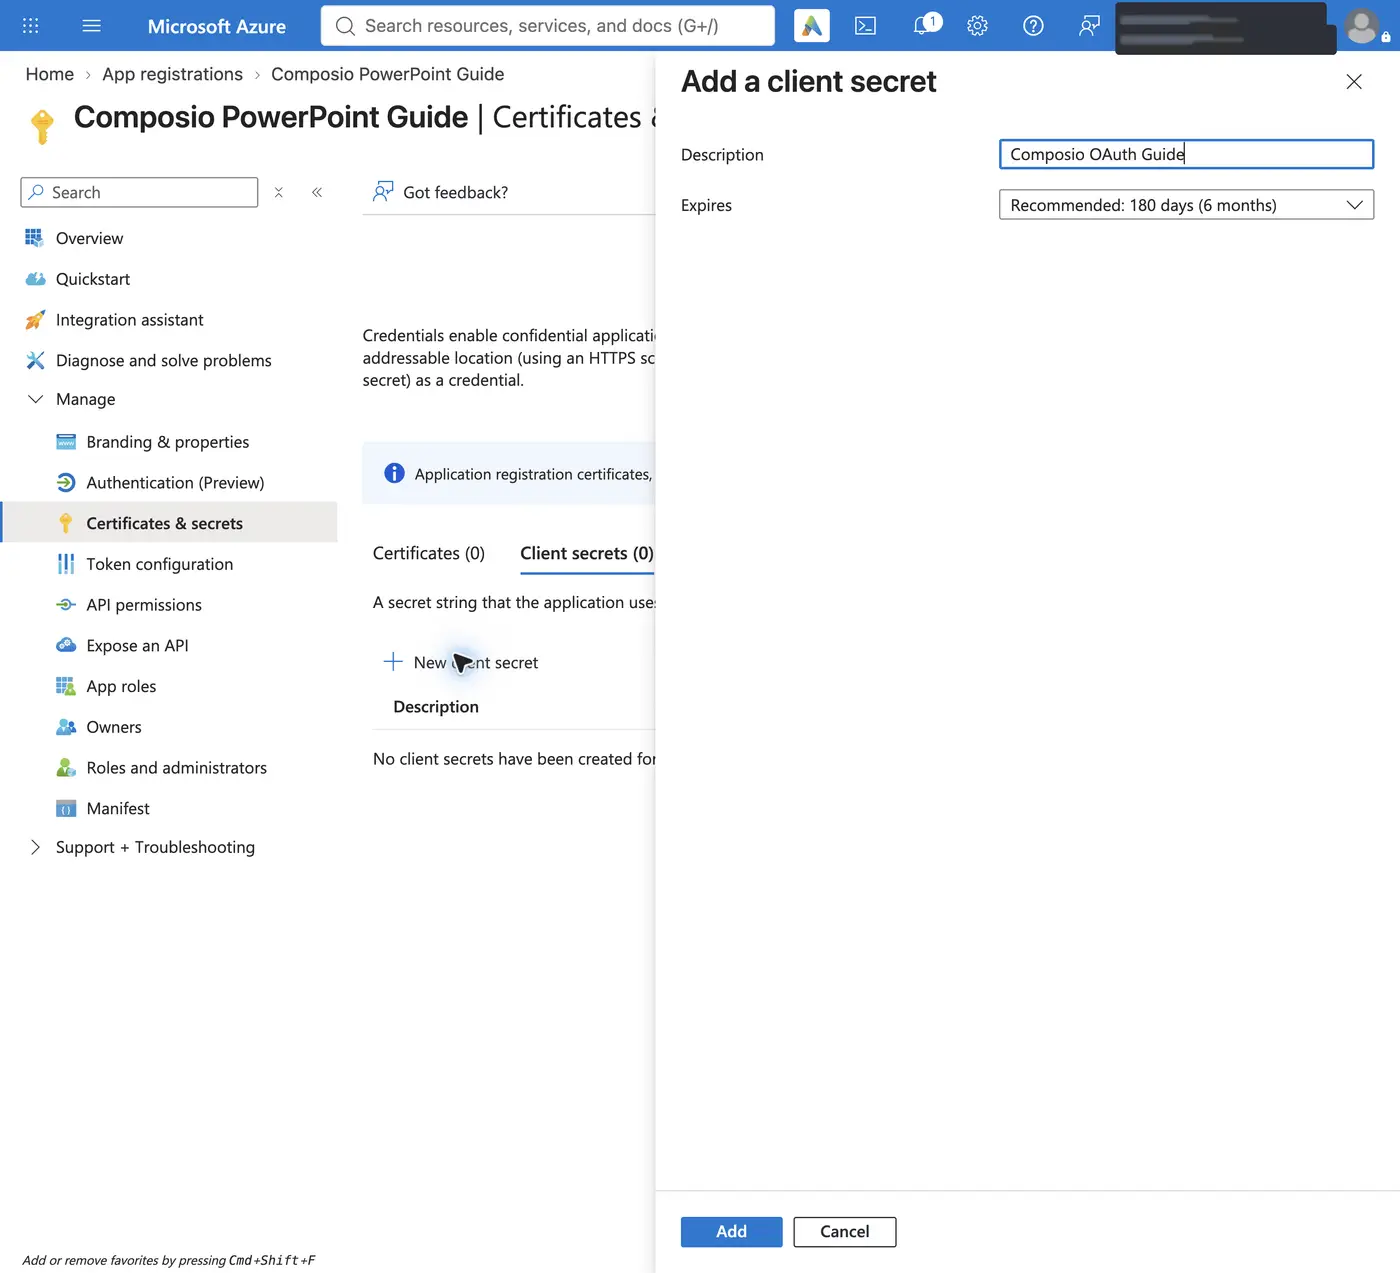 Microsoft Azure
Search resources, services, and docs (G+/)
1
Home › App registrations › Composio PowerPoint Guide
Composio PowerPoint Guide | Certificates &
Search
Got feedback?
Overview
Quickstart
Integration assistant
Diagnose and solve problems
Manage
Branding & properties
Authentication (Preview)
Certificates & secrets
Token configuration
API permissions
Expose an API
App roles
Owners
Roles and administrators
Manifest
Support + Troubleshooting
Add or remove favorites by pressing Cmd+Shift+F
Credentials enable confidential applicati
addressable location (using an HTTPS sc
secret) as a credential.
Application registration certificates,
Certificates (0) Client secrets (0)
A secret string that the application uses
New client secret
Description
No client secrets have been created for
Add a client secret
Description Composio OAuth Guide
Expires Recommended: 180 days (6 months)
Add Cancel